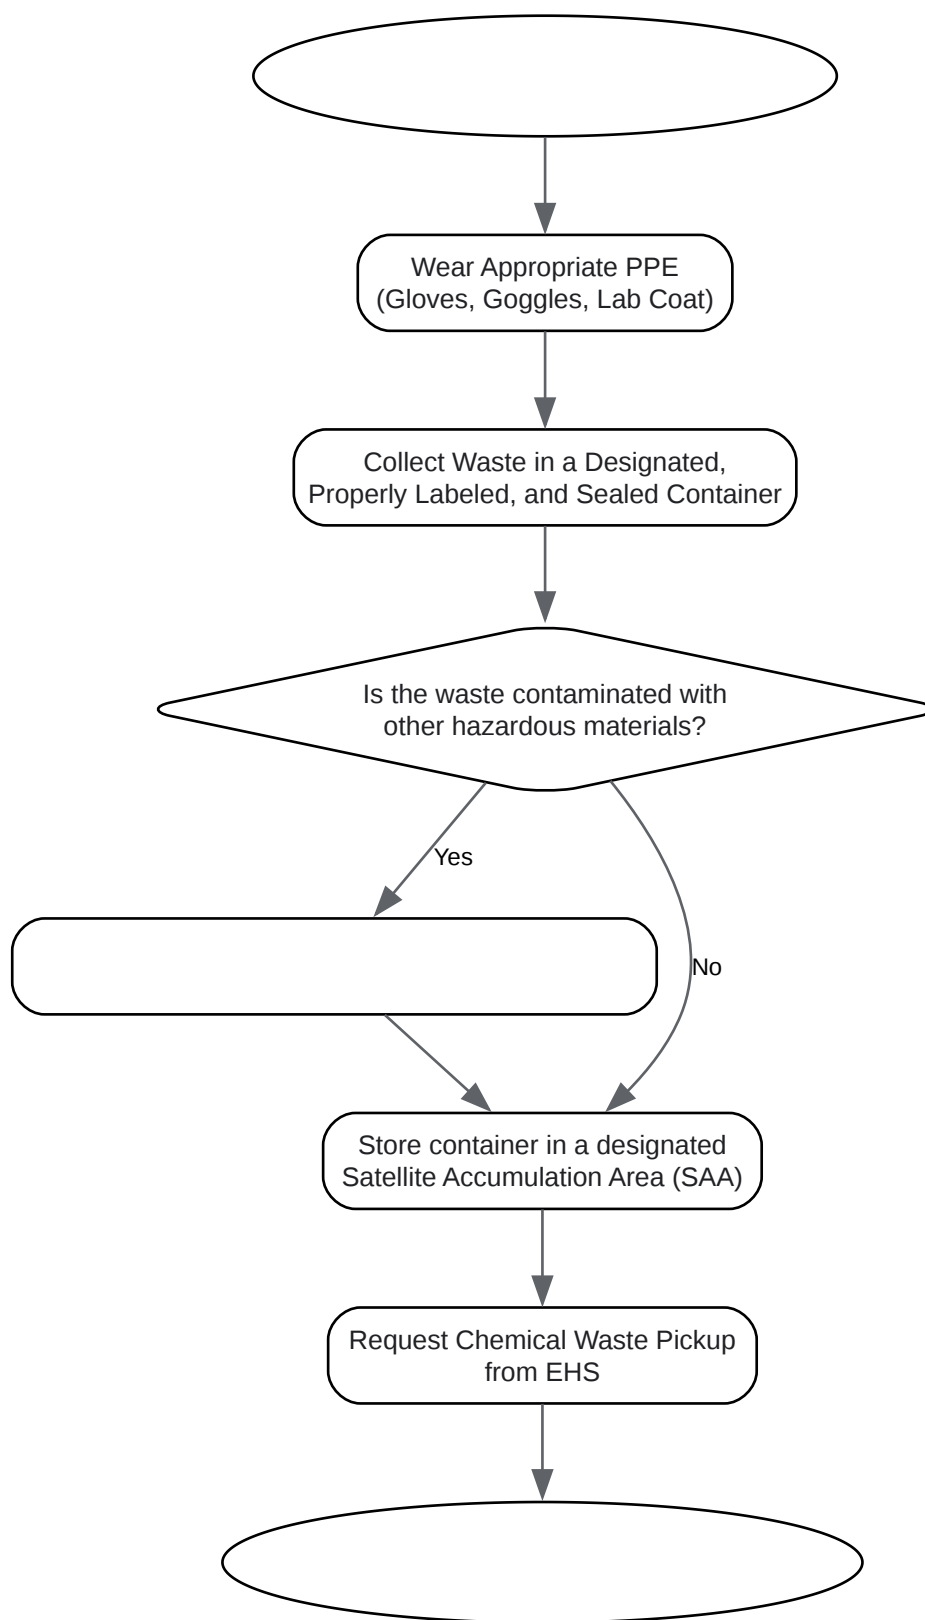 Wear Appropriate PPE
(Gloves, Goggles, Lab Coat)
Collect Waste in a Designated,
Properly Labeled, and Sealed Container
Is the waste contaminated with
other hazardous materials?
Yes
No
Store container in a designated
Satellite Accumulation Area (SAA)
Request Chemical Waste Pickup
from EHS